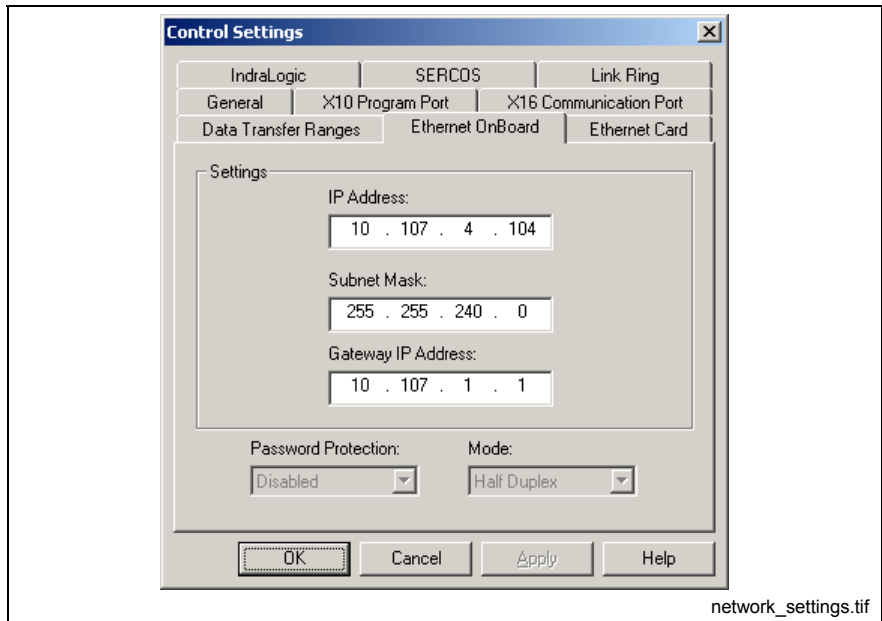 Control Settings
IndraLogic SERCOS Link Ring
General X10 Program Port X16 Communication Port
Data Transfer Ranges Ethernet OnBoard Ethernet Card
Settings
IP Address:
10 . 107 . 4 . 104
Subnet Mask:
255 . 255 . 240 . 0
Gateway IP Address:
10 . 107 . 1 . 1
Password Protection: Mode:
Disabled Half Duplex
OK Cancel Apply Help
network_settings.tif